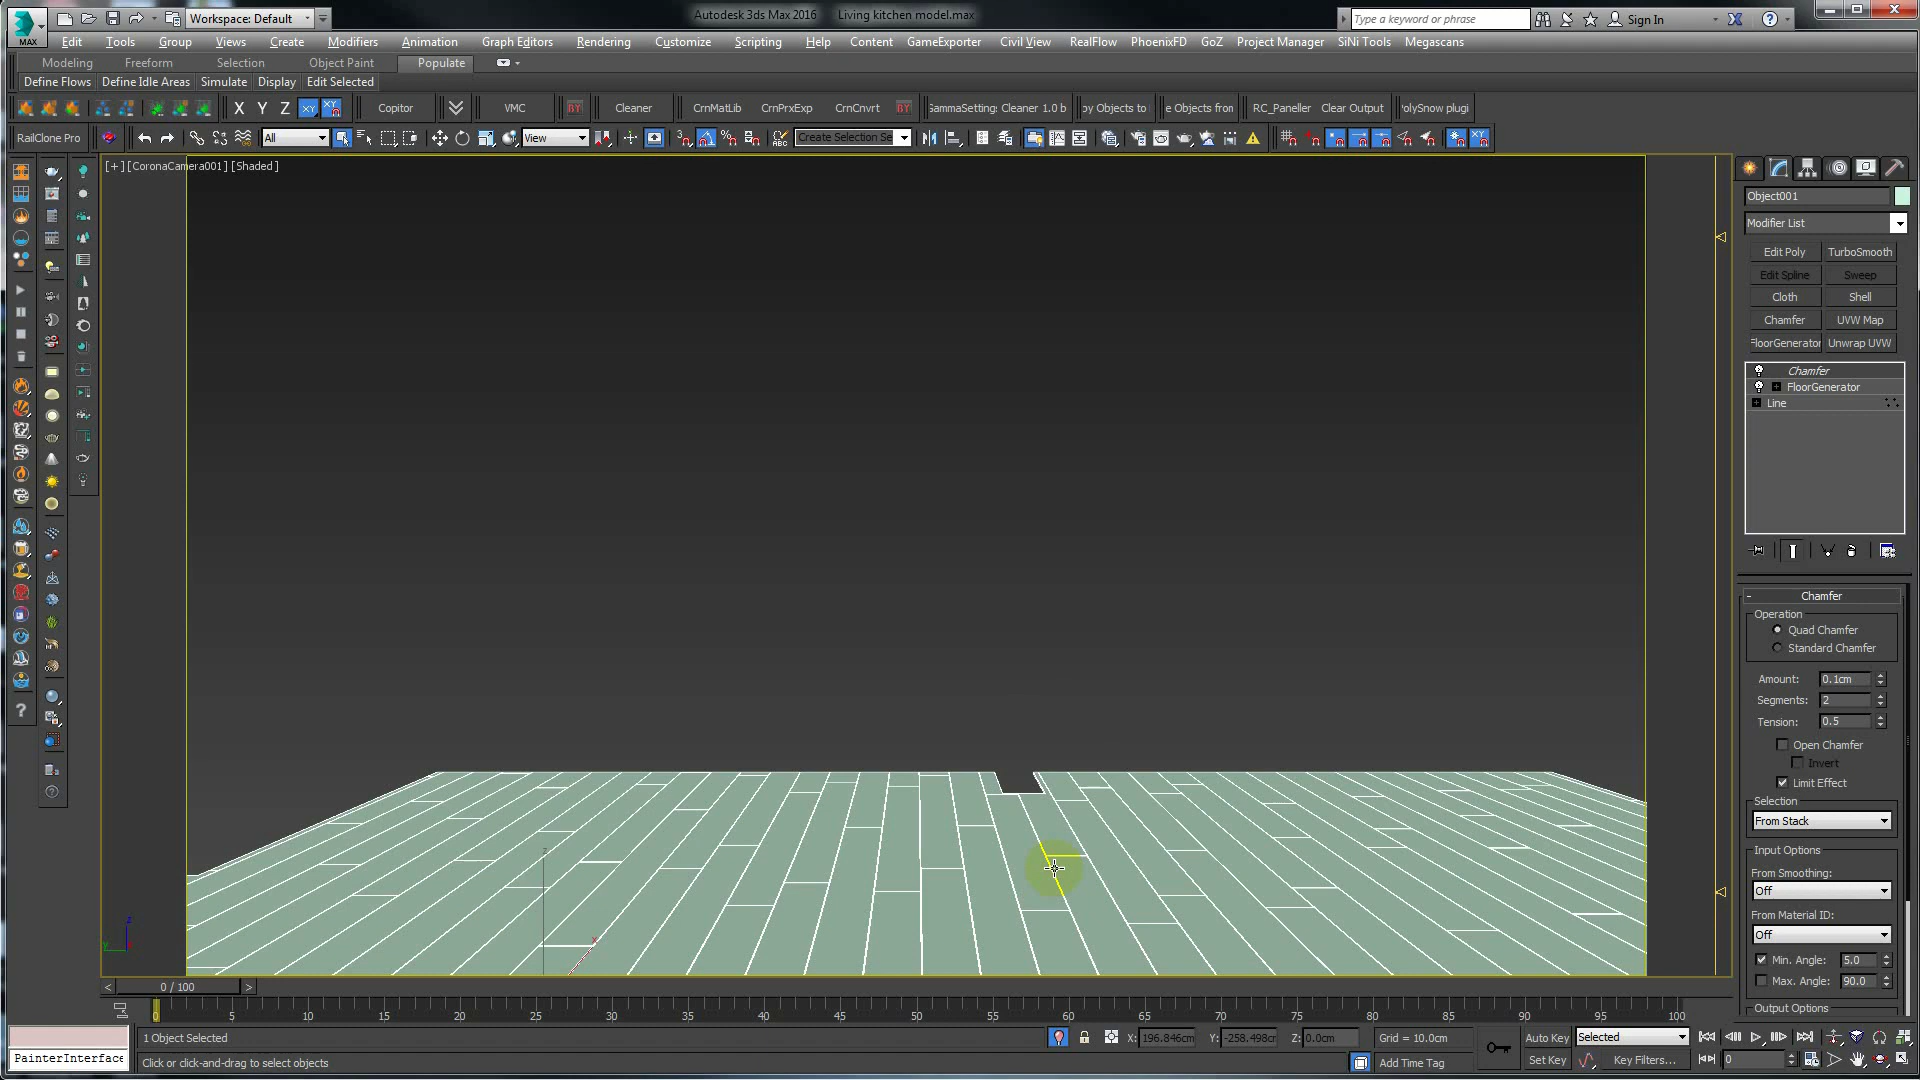 Workspace: Default
Autodesk 3ds Max 2016 Living kitchen model.max
Type a keyword or phrase
Sign In
MAX
Edit Tools Group Views Create Modifiers Animation Graph Editors Rendering Customize Scripting Help Content GameExporter Civil View RealFlow PhoenixFD GoZ Project Manager SiNi Tools Megascans
Modeling Freeform Selection Object Paint Populate
Define Flows Define Idle Areas Simulate Display Edit Selected
X Y Z XY XY Copitor VMC BY Cleaner CrnMatLib CrnPrxExp CrnCnvrt BY GammaSetting: Cleaner 1.0 b py Objects to e Objects from RC_Paneller Clear Output PolySnow plugi
RailClone Pro All View Create Selection Se
[+] [CoronaCamera001] [Shaded]
Object001
Modifier List
Edit Poly TurboSmooth
Edit Spline Sweep
Cloth Shell
Chamfer UVW Map
FloorGenerator Unwrap UVW
Chamfer
FloorGenerator
Line
Chamfer
Operation
Quad Chamfer
Standard Chamfer
Amount: 0.1cm
Segments: 2
Tension: 0.5
Open Chamfer
Invert
Limit Effect
Selection
From Stack
Input Options
From Smoothing:
Off
From Material ID:
Off
Min. Angle: 5.0
Max. Angle: 90.0
Output Options
z
x
z
y
< 0 / 100 >
0 5 10 15 20 25 30 35 40 45 50 55 60 65 70 75 80 85 90 95 100
1 Object Selected X: 196.846cm Y: -258.498cm Z: 0.0cm Grid = 10.0cm Auto Key Selected
PainterInterface Click or click-and-drag to select objects Add Time Tag Set Key Key Filters... 0